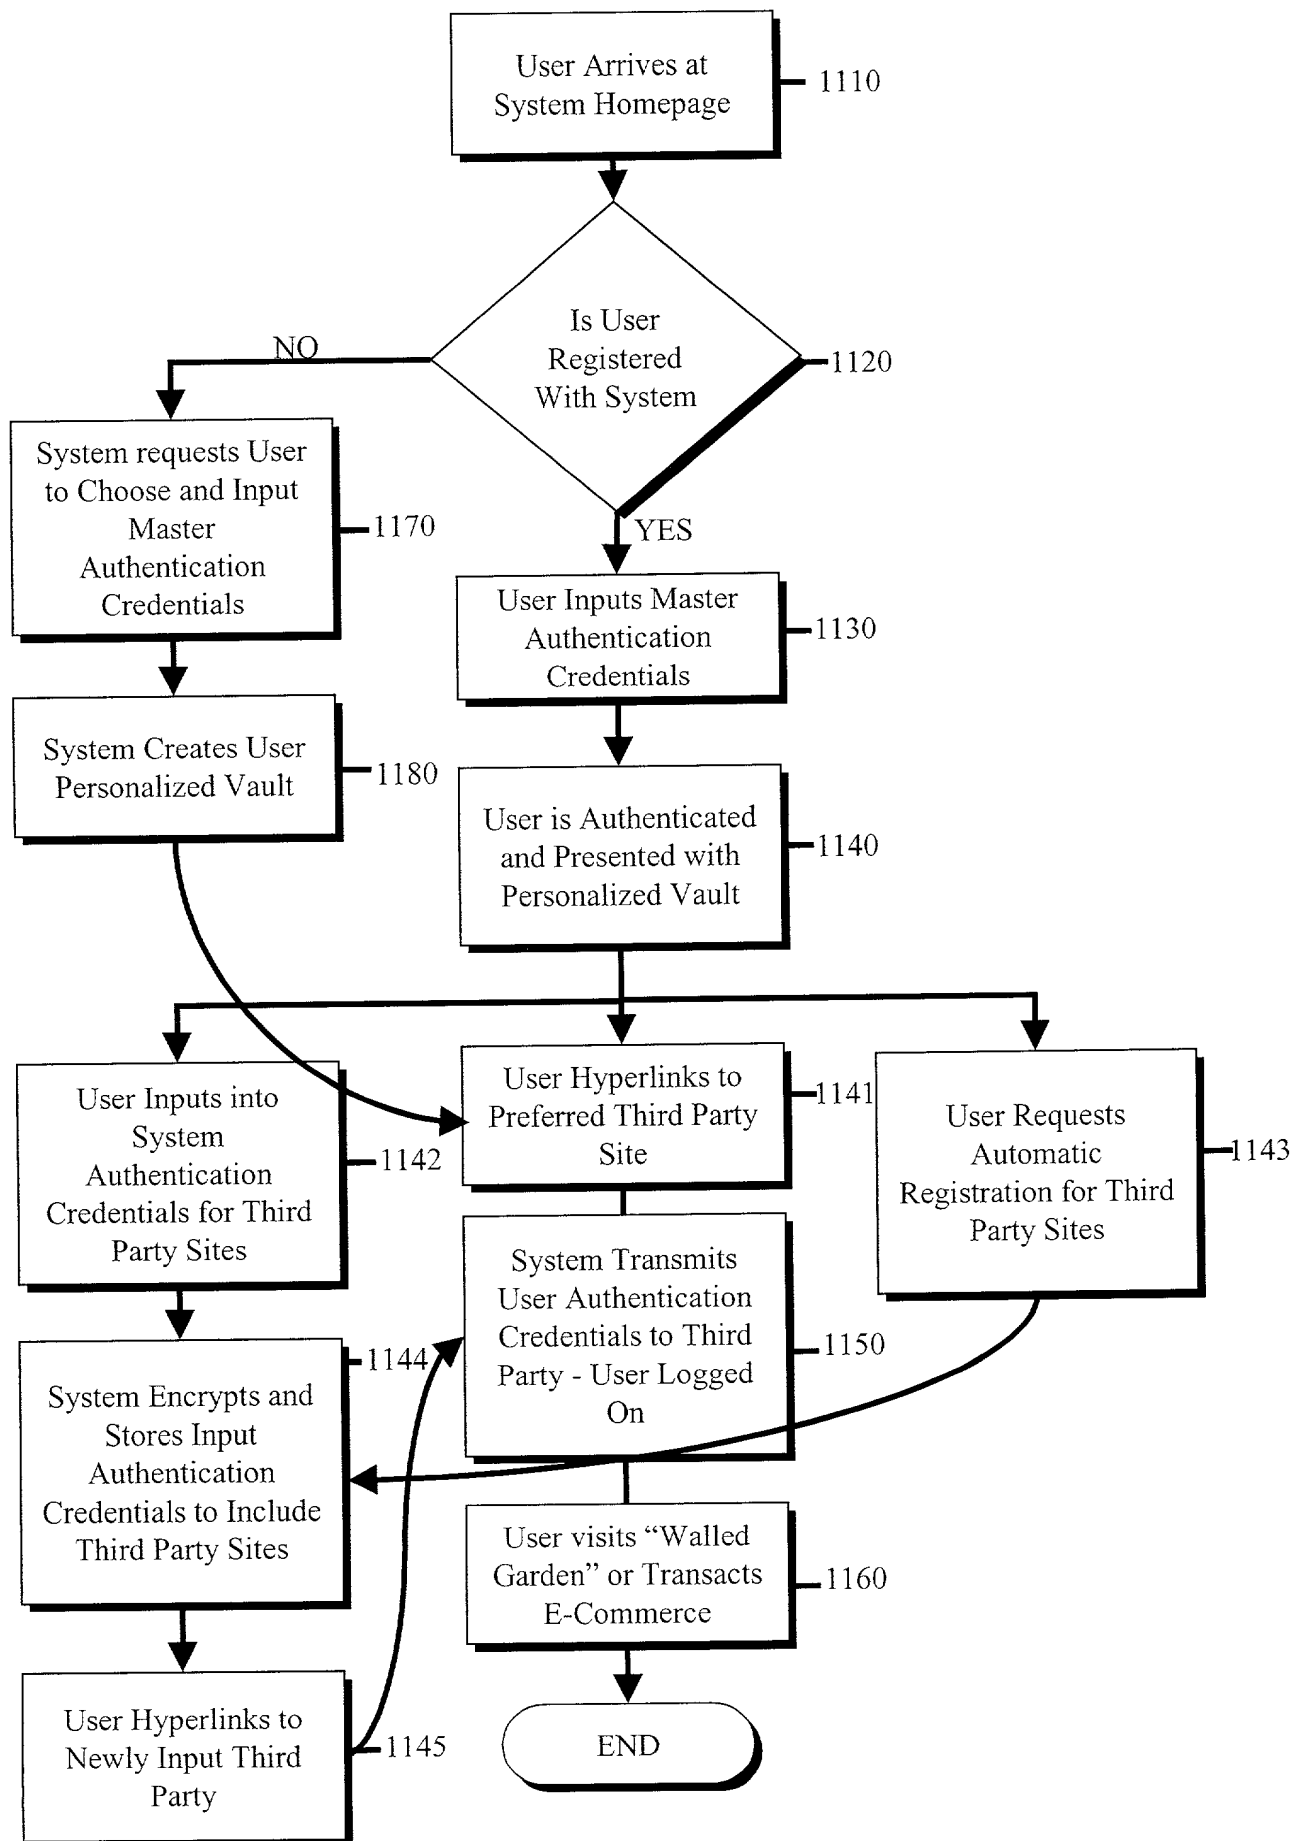 User Arrives at
System Homepage
1110
Is User
Registered
With System
1120
NO
YES
System requests User
to Choose and Input
Master
Authentication
Credentials
1170
User Inputs Master
Authentication
Credentials
1130
System Creates User
Personalized Vault
1180
User is Authenticated
and Presented with
Personalized Vault
1140
User Inputs into
System
Authentication
Credentials for Third
Party Sites
1142
User Hyperlinks to
Preferred Third Party
Site
1141
User Requests
Automatic
Registration for Third
Party Sites
1143
System Transmits
User Authentication
Credentials to Third
Party - User Logged
On
1150
System Encrypts and
Stores Input
Authentication
Credentials to Include
Third Party Sites
1144
User visits “Walled
Garden” or Transacts
E-Commerce
1160
User Hyperlinks to
Newly Input Third
Party
1145
END